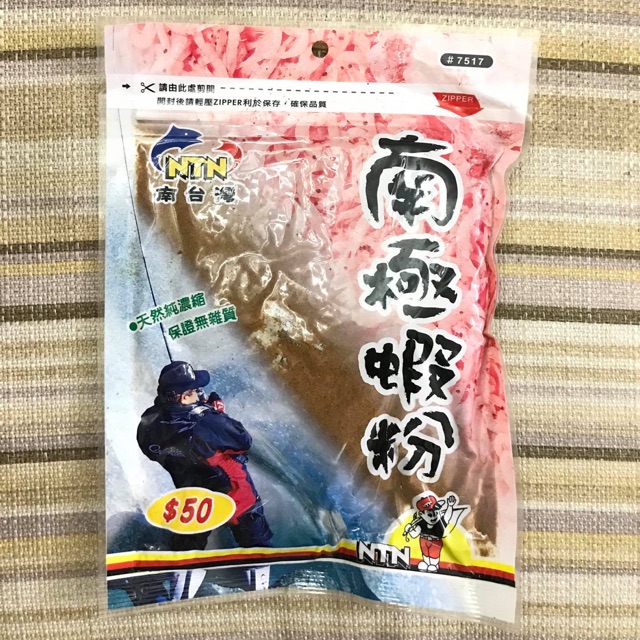 #7517
請由此處剪開
開封後請輕壓ZIPPER利於保存，確保品質
ZIPPER
NTN
南台灣
南極蝦粉
●天然純濃縮
保證無雜質
$50
NTN